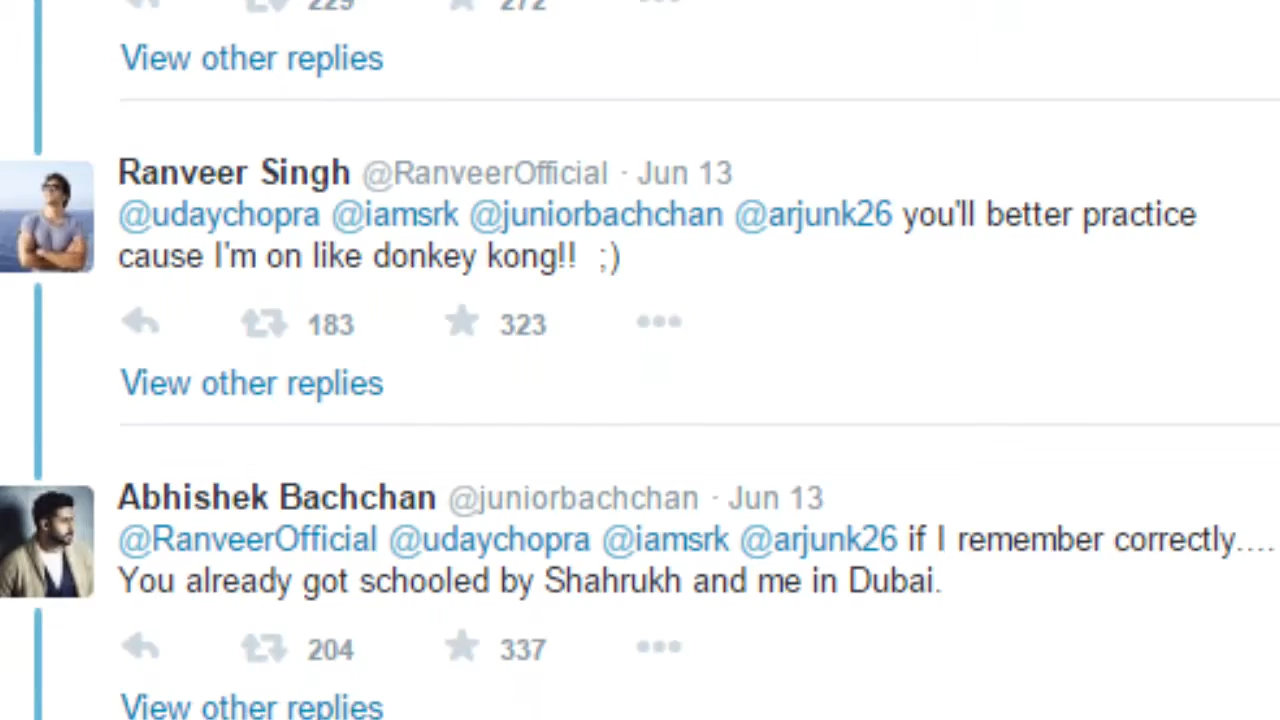 229 272
View other replies
Ranveer Singh @RanveerOfficial · Jun 13
@udaychopra @iamsrk @juniorbachchan @arjunk26 you'll better practice
cause I'm on like donkey kong!! ;)
183 323
View other replies
Abhishek Bachchan @juniorbachchan · Jun 13
@RanveerOfficial @udaychopra @iamsrk @arjunk26 if I remember correctly....
You already got schooled by Shahrukh and me in Dubai.
204 337
View other replies